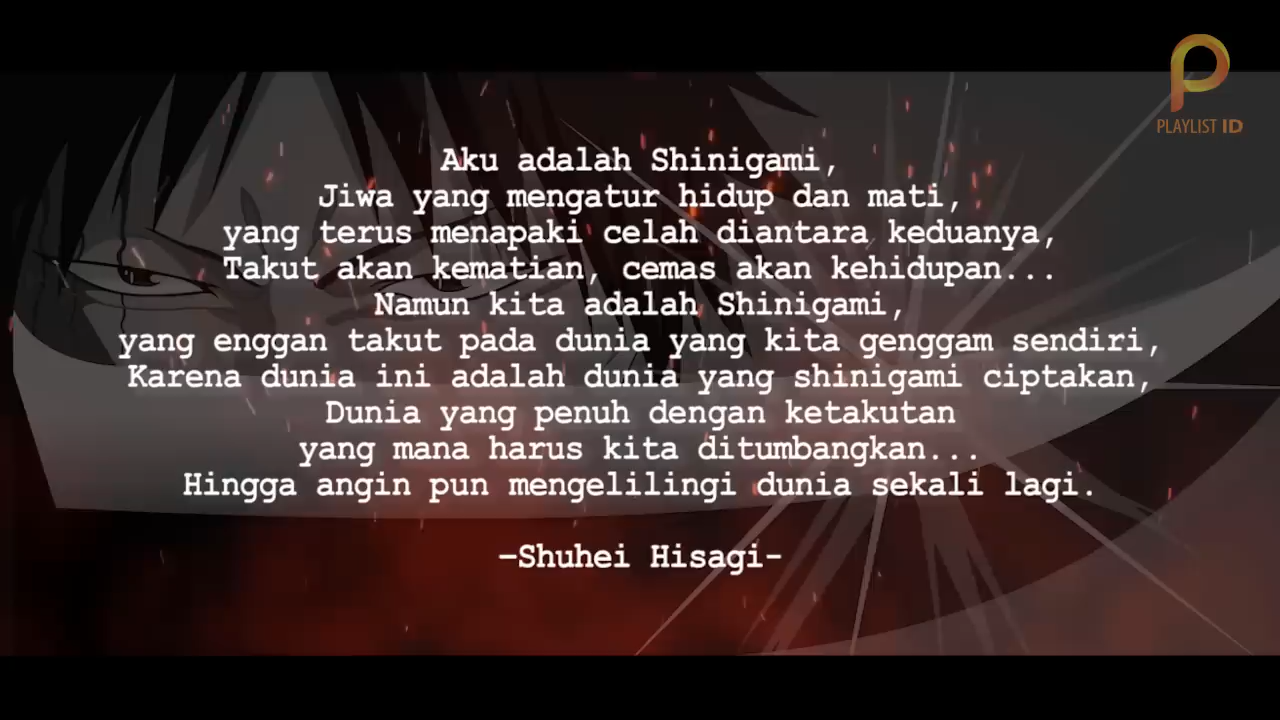 PLAYLIST ID
Aku adalah Shinigami,
Jiwa yang mengatur hidup dan mati,
yang terus menapaki celah diantara keduanya,
Takut akan kematian, cemas akan kehidupan...
Namun kita adalah Shinigami,
yang enggan takut pada dunia yang kita genggam sendiri,
Karena dunia ini adalah dunia yang shinigami ciptakan,
Dunia yang penuh dengan ketakutan
yang mana harus kita ditumbangkan...
Hingga angin pun mengelilingi dunia sekali lagi.
–Shuhei Hisagi-